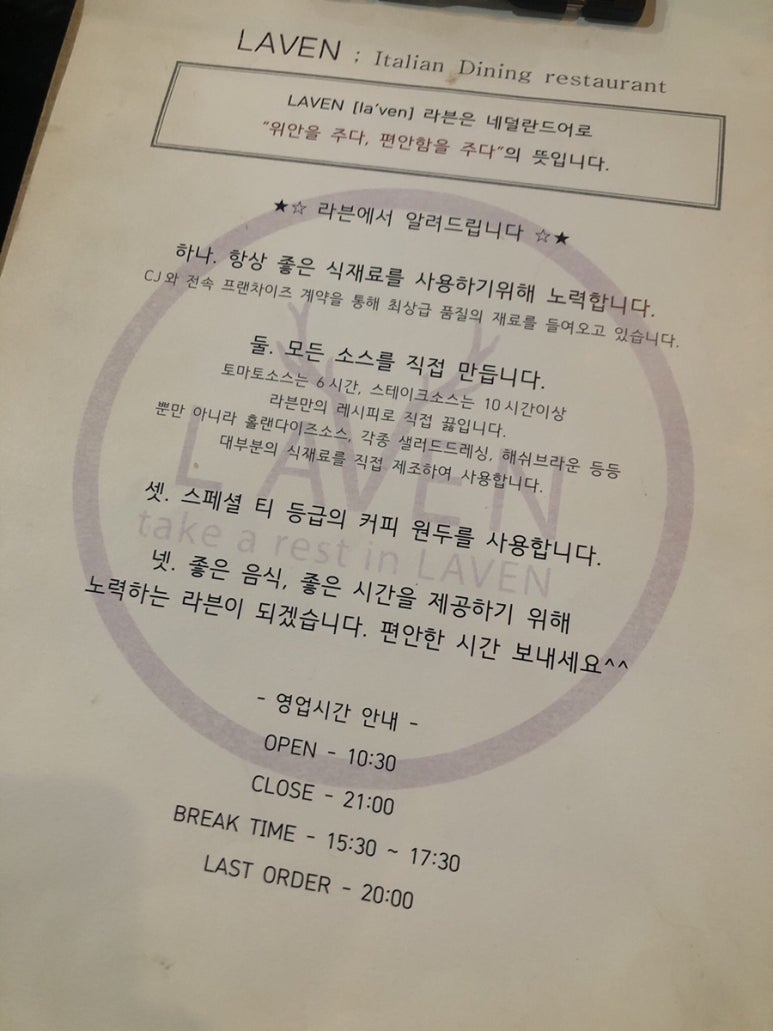 LAVEN ; Italian Dining restaurant
LAVEN [la'ven] 라븐은 네덜란드어로
"위안을 주다, 편안함을 주다"의 뜻입니다.
★☆ 라븐에서 알려드립니다 ☆★
하나. 항상 좋은 식재료를 사용하기위해 노력합니다.
CJ와 전속 프랜차이즈 계약을 통해 최상급 품질의 재료를 들여오고 있습니다.
둘. 모든 소스를 직접 만듭니다.
토마토소스는 6시간, 스테이크소스는 10시간이상
라븐만의 레시피로 직접 끓입니다.
뿐만 아니라 홀랜다이즈소스, 각종 샐러드드레싱, 해쉬브라운 등등
대부분의 식재료를 직접 제조하여 사용합니다.
LAVEN
셋. 스페셜 티 등급의 커피 원두를 사용합니다.
take a rest in LAVEN
넷. 좋은 음식, 좋은 시간을 제공하기 위해
노력하는 라븐이 되겠습니다. 편안한 시간 보내세요^^
- 영업시간 안내 -
OPEN - 10:30
CLOSE - 21:00
BREAK TIME - 15:30 ~ 17:30
LAST ORDER - 20:00